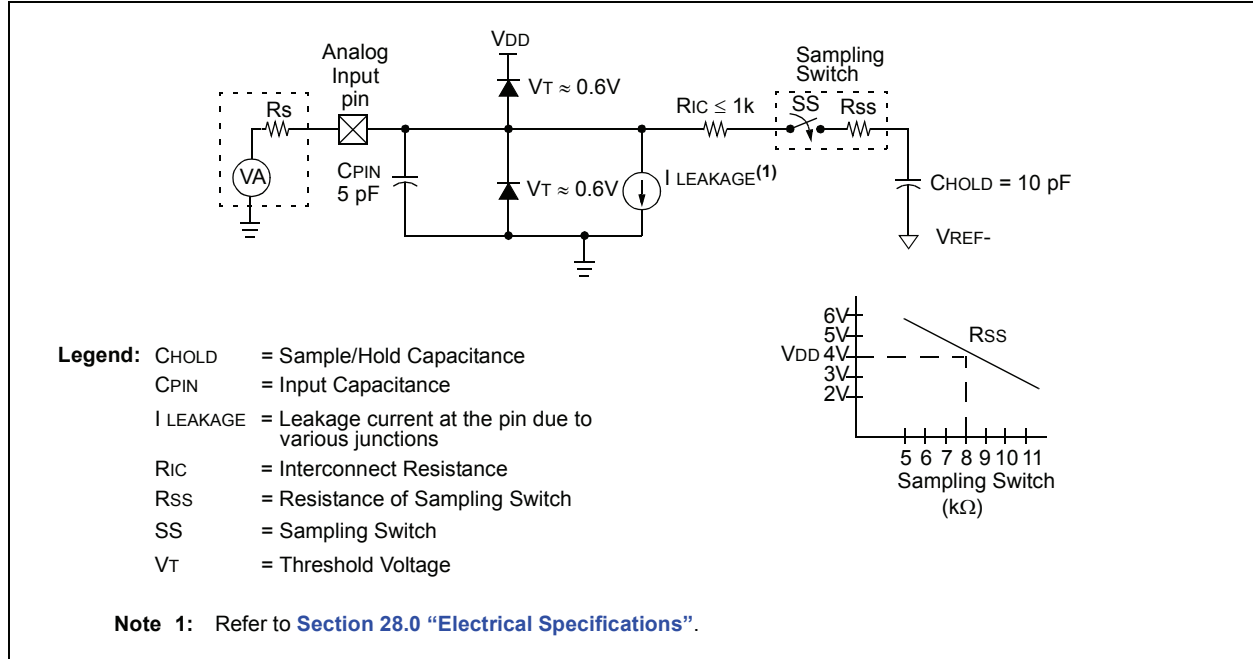 VDD
Analog
Input
pin
Sampling
Switch
VT ≈ 0.6V
Rs
RIC ≤ 1k
SS
Rss
VA
CPIN
5 pF
VT ≈ 0.6V
I LEAKAGE(1)
CHOLD = 10 pF
VREF-
6V
5V
VDD 4V
3V
2V
RSS
5 6 7 8 9 10 11
Sampling Switch
(kΩ)
Legend: CHOLD = Sample/Hold Capacitance
CPIN = Input Capacitance
I LEAKAGE = Leakage current at the pin due to
various junctions
RIC = Interconnect Resistance
RSS = Resistance of Sampling Switch
SS = Sampling Switch
VT = Threshold Voltage
Note 1: Refer to Section 28.0 “Electrical Specifications”.